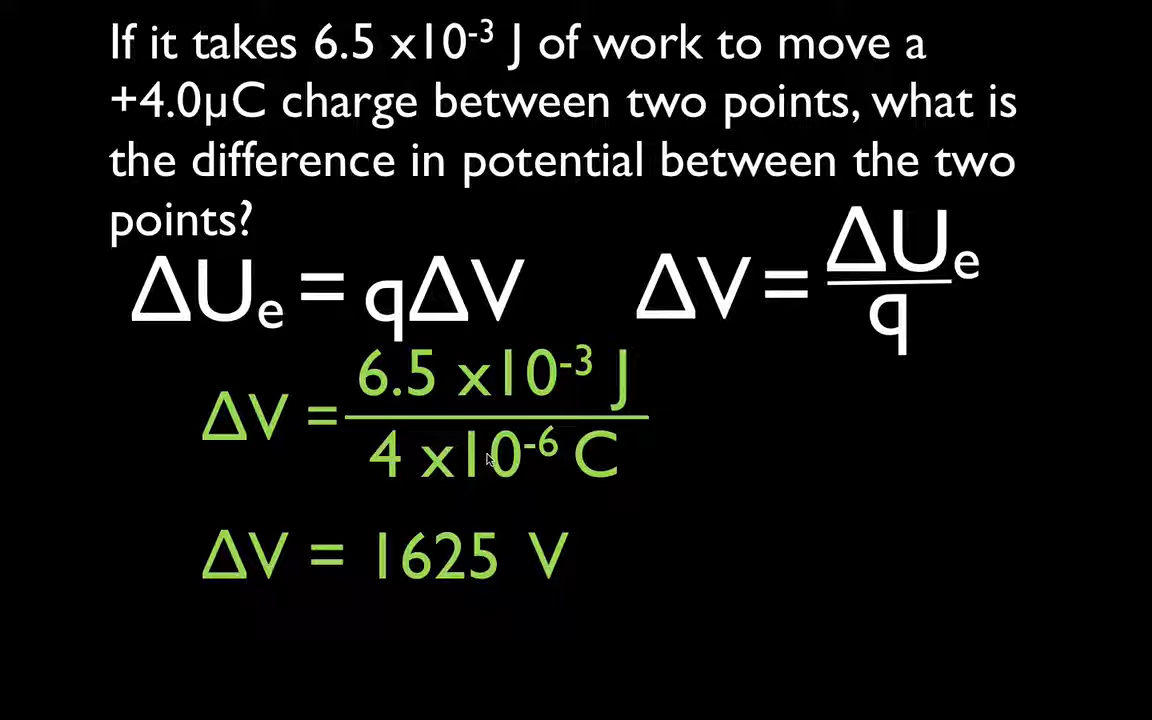 If it takes 6.5 x10⁻³ J of work to move a
+4.0µC charge between two points, what is
the difference in potential between the two
points?
ΔUₑ = qΔV
ΔV = ΔUₑ / q
ΔV = 6.5 x10⁻³ J / 4 x10⁻⁶ C
ΔV = 1625 V